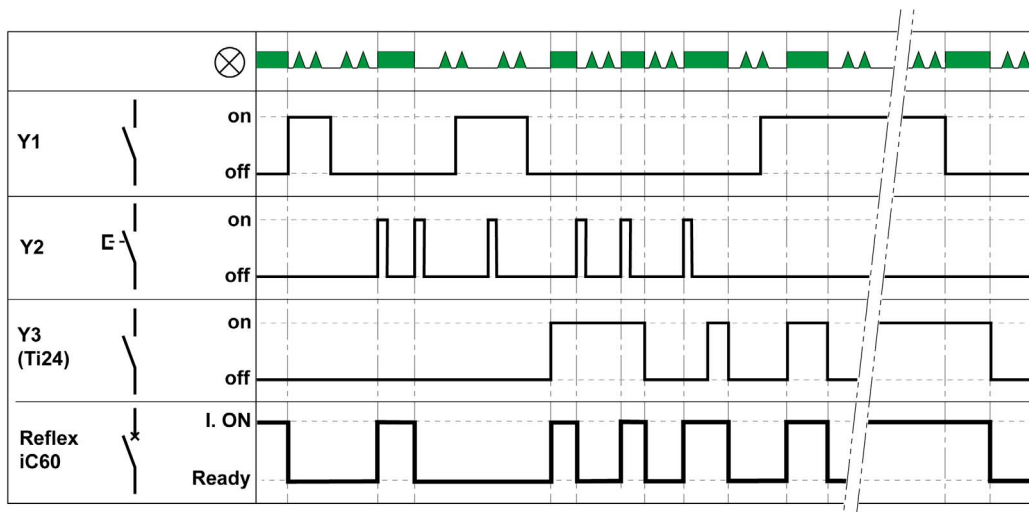 Y1
on
off
Y2
on
off
Y3
(Ti24)
on
off
Reflex
iC60
I. ON
Ready